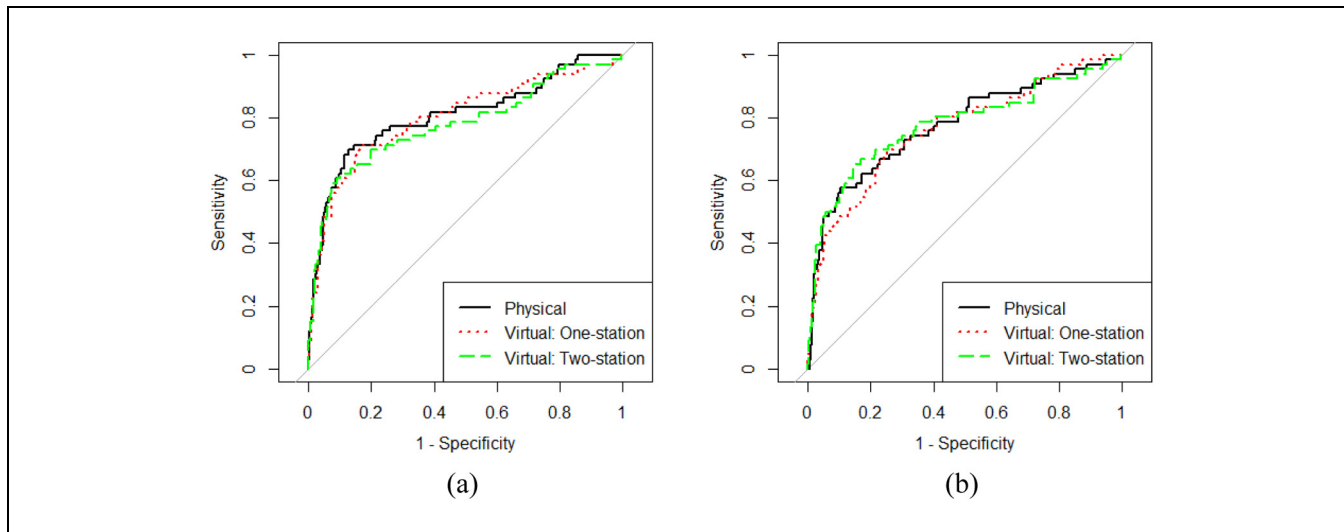 Sensitivity
1
0.8
0.6
0.4
0.2
0
Physical
Virtual: One-station
Virtual: Two-station
0 0.2 0.4 0.6 0.8 1
1 - Specificity
(a)
Sensitivity
1
0.8
0.6
0.4
0.2
0
Physical
Virtual: One-station
Virtual: Two-station
0 0.2 0.4 0.6 0.8 1
1 - Specificity
(b)